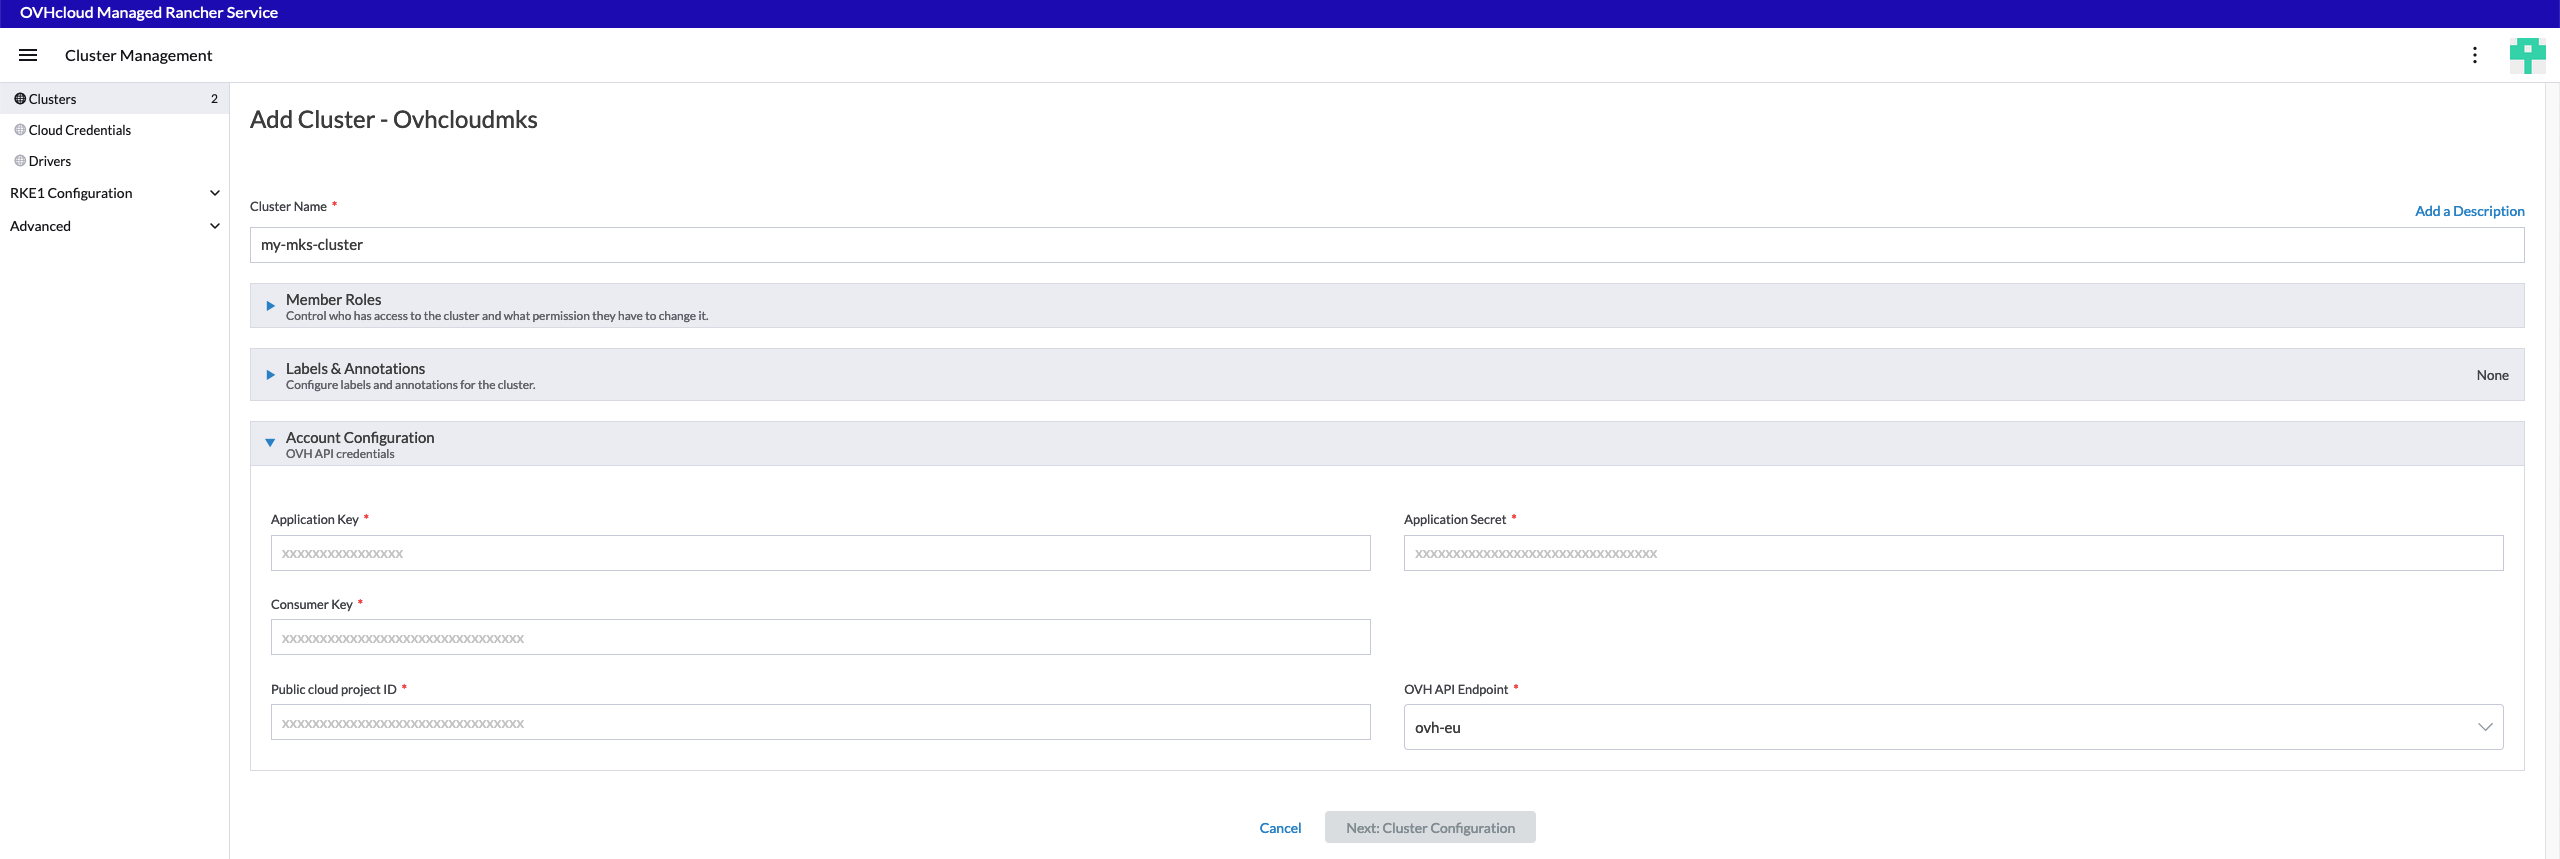 OVHcloud Managed Rancher Service
Cluster Management
Clusters 2
Cloud Credentials
Drivers
RKE1 Configuration
Advanced
Add Cluster - Ovhcloudmks
Cluster Name *
Add a Description
my-mks-cluster
Member Roles
Control who has access to the cluster and what permission they have to change it.
Labels & Annotations
Configure labels and annotations for the cluster.
None
Account Configuration
OVH API credentials
Application Key *
xxxxxxxxxxxxxxxx
Application Secret *
xxxxxxxxxxxxxxxxxxxxxxxxxxxxxxxx
Consumer Key *
xxxxxxxxxxxxxxxxxxxxxxxxxxxxxxxx
Public cloud project ID *
xxxxxxxxxxxxxxxxxxxxxxxxxxxxxxxx
OVH API Endpoint *
ovh-eu
Cancel
Next: Cluster Configuration